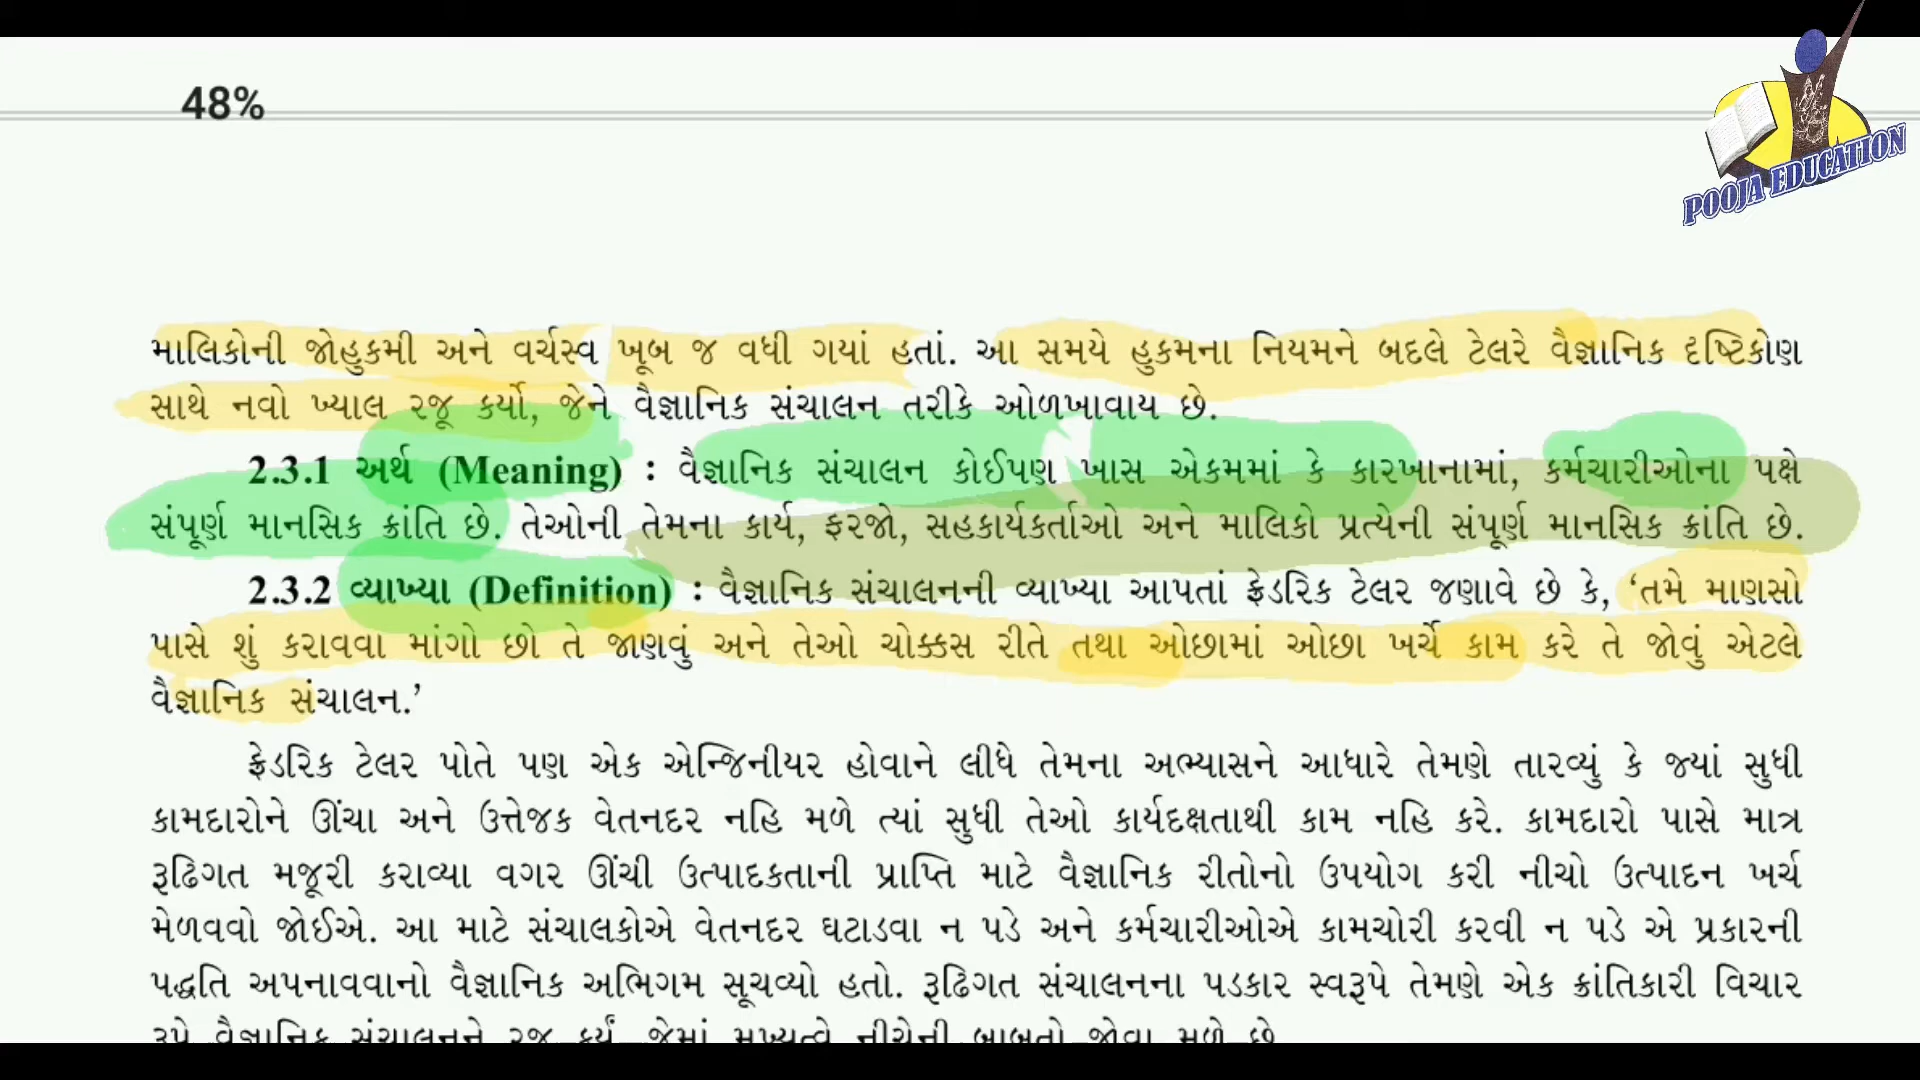 48%
POOJA EDUCATION
માલિકોની જોહુકમી અને વર્ચસ્વ ખૂબ જ વધી ગયાં હતાં. આ સમયે હુકમના નિયમને બદલે ટેલરે વૈજ્ઞાનિક દૃષ્ટિકોણ
સાથે નવો ખ્યાલ રજૂ કર્યો, જેને વૈજ્ઞાનિક સંચાલન તરીકે ઓળખાવાય છે.
2.3.1 અર્થ (Meaning) : વૈજ્ઞાનિક સંચાલન કોઈપણ ખાસ એકમમાં કે કારખાનામાં, કર્મચારીઓના પક્ષે
સંપૂર્ણ માનસિક ક્રાંતિ છે. તેઓની તેમના કાર્ય, ફરજો, સહકાર્યકર્તાઓ અને માલિકો પ્રત્યેની સંપૂર્ણ માનસિક ક્રાંતિ છે.
2.3.2 વ્યાખ્યા (Definition) : વૈજ્ઞાનિક સંચાલનની વ્યાખ્યા આપતાં ફ્રેડરિક ટેલર જણાવે છે કે, ‘તમે માણસો
પાસે શું કરાવવા માંગો છો તે જાણવું અને તેઓ ચોક્કસ રીતે તથા ઓછામાં ઓછા ખર્ચે કામ કરે તે જોવું એટલે
વૈજ્ઞાનિક સંચાલન.’
ફ્રેડરિક ટેલર પોતે પણ એક એન્જિનીયર હોવાને લીધે તેમના અભ્યાસને આધારે તેમણે તારવ્યું કે જ્યાં સુધી
કામદારોને ઊંચા અને ઉત્તેજક વેતનદર નહિ મળે ત્યાં સુધી તેઓ કાર્યદક્ષતાથી કામ નહિ કરે. કામદારો પાસે માત્ર
રૂઢિગત મજૂરી કરાવ્યા વગર ઊંચી ઉત્પાદકતાની પ્રાપ્તિ માટે વૈજ્ઞાનિક રીતોનો ઉપયોગ કરી નીચો ઉત્પાદન ખર્ચ
મેળવવો જોઈએ. આ માટે સંચાલકોએ વેતનદર ઘટાડવા ન પડે અને કર્મચારીઓએ કામચોરી કરવી ન પડે એ પ્રકારની
પદ્ધતિ અપનાવવાનો વૈજ્ઞાનિક અભિગમ સૂચવ્યો હતો. રૂઢિગત સંચાલનના પડકાર સ્વરૂપે તેમણે એક ક્રાંતિકારી વિચાર
રૂપે વૈજ્ઞાનિક સંચાલનને રજૂ કર્યું, જેમાં મુખ્યત્વે નીચેની બાબતો જોવા મળે છે